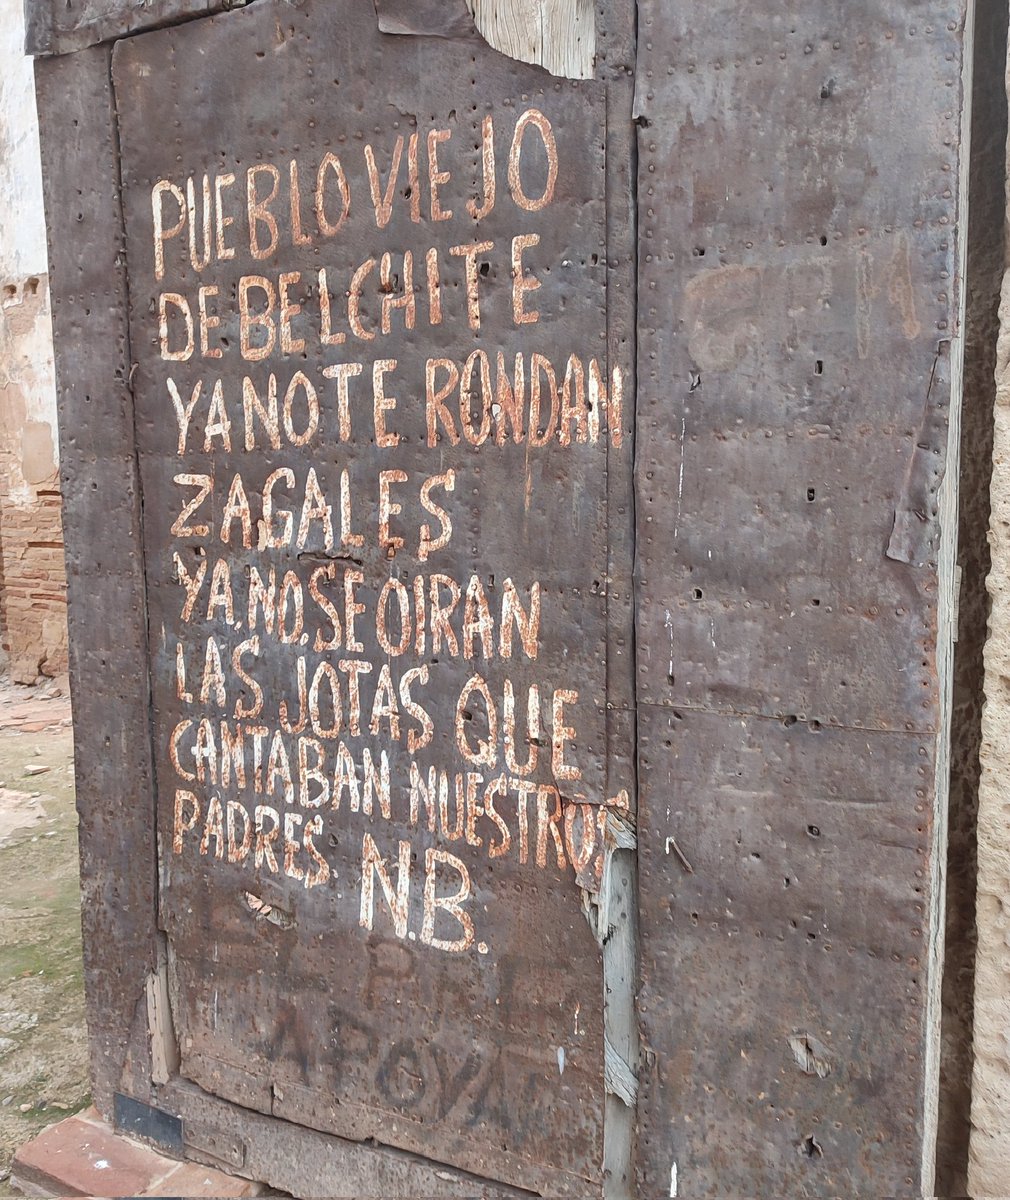 PUEBLO VIEJO
DE BELCHITE
YA NO TE RONDAN
ZAGALES
YA.NO.SE OIRAN
LAS JOTAS QUE
CANTABAN NUESTROS
PADRES. N.B.